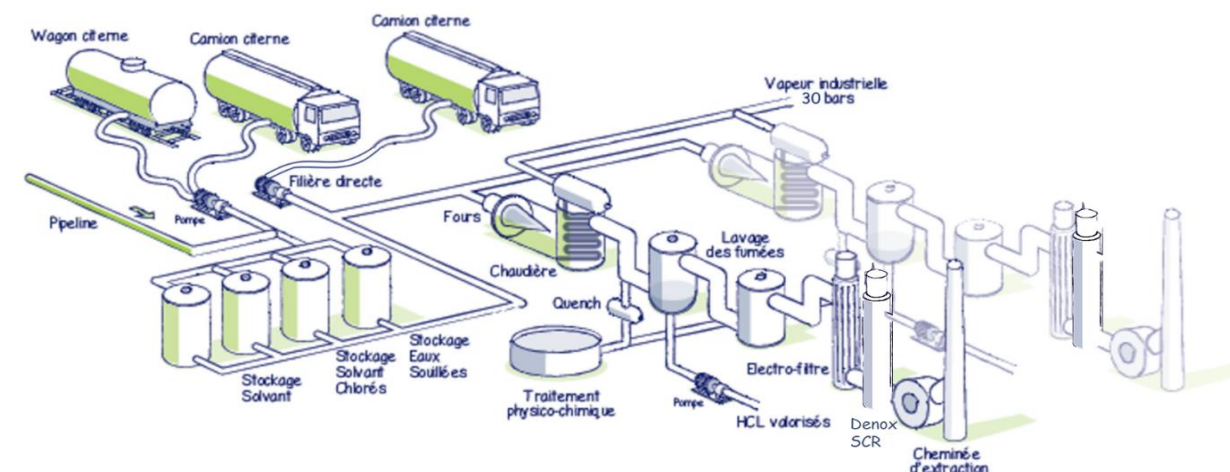 Camion citerne
Wagon citerne
Camion citerne
Vapeur industrielle
30 bars
Filière directe
Pipeline
Pompe
Fours
Lavage
des fumées
Chaudière
Quench
Stockage
Eaux
Souillées
Stockage
Solvant
Chlorés
Stockage
Solvant
Traitement
physico-chimique
Electro-filtre
Pompe
HCL valorisés
Denox
SCR
Cheminée
d'extraction